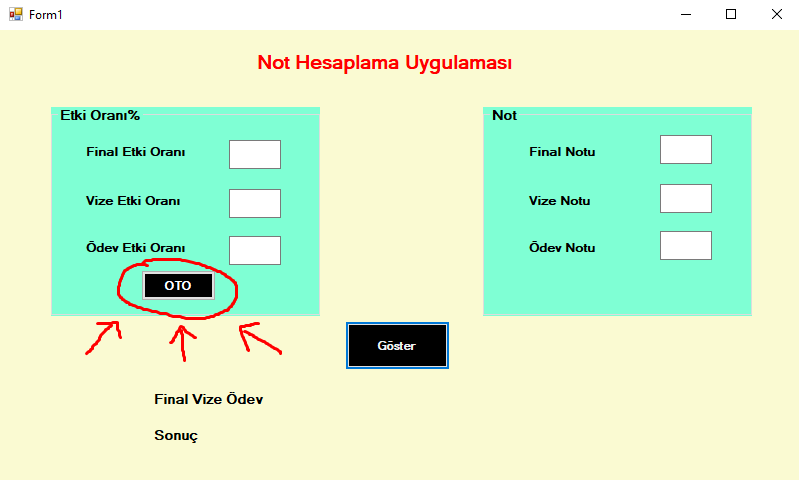 Form1
Not Hesaplama Uygulaması
Etki Oranı%
Final Etki Oranı
Vize Etki Oranı
Ödev Etki Oranı
OTO
Not
Final Notu
Vize Notu
Ödev Notu
Göster
Final Vize Ödev
Sonuç